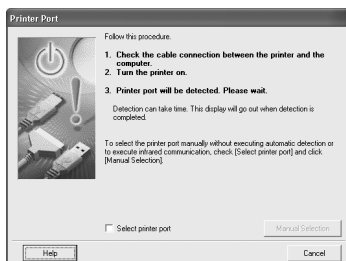 Printer Port
Follow this procedure.
1. Check the cable connection between the printer and the
computer.
2. Turn the printer on.
3. Printer port will be detected. Please wait.
Detection can take time. This display will go out when detection is
completed.
To select the printer port manually without executing automatic detection or
to execute infrared communication, check [Select printer port] and click
[Manual Selection].
Select printer port
Manual Selection
Help
Cancel